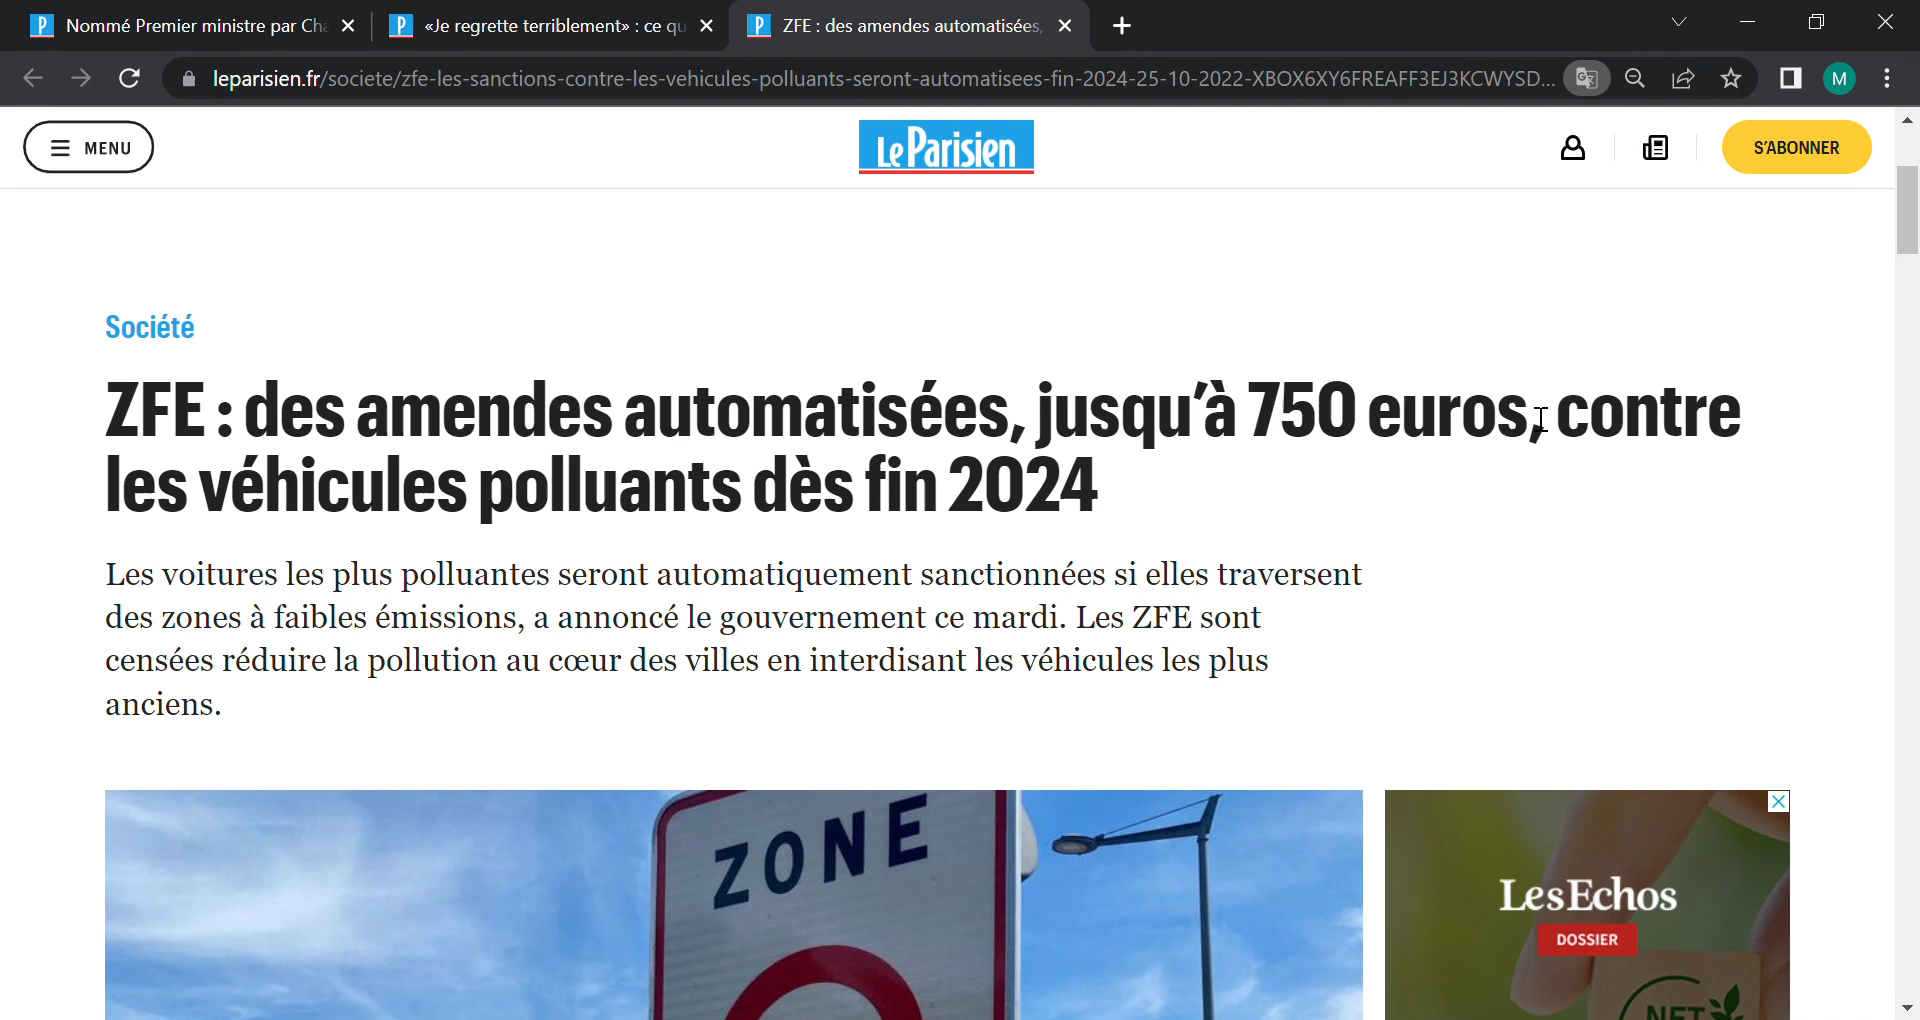 Nommé Premier ministre par Cha
«Je regrette terriblement» : ce qu
ZFE : des amendes automatisées,
leparisien.fr/societe/zfe-les-sanctions-contre-les-vehicules-polluants-seront-automatisees-fin-2024-25-10-2022-XBOX6XY6FREAFF3EJ3KCWYSD...
M
MENU
Le Parisien
S'ABONNER
Société
ZFE : des amendes automatisées, jusqu'à 750 euros, contre
les véhicules polluants dès fin 2024
Les voitures les plus polluantes seront automatiquement sanctionnées si elles traversent
des zones à faibles émissions, a annoncé le gouvernement ce mardi. Les ZFE sont
censées réduire la pollution au cœur des villes en interdisant les véhicules les plus
anciens.
ZONE
LesEchos
DOSSIER
NET